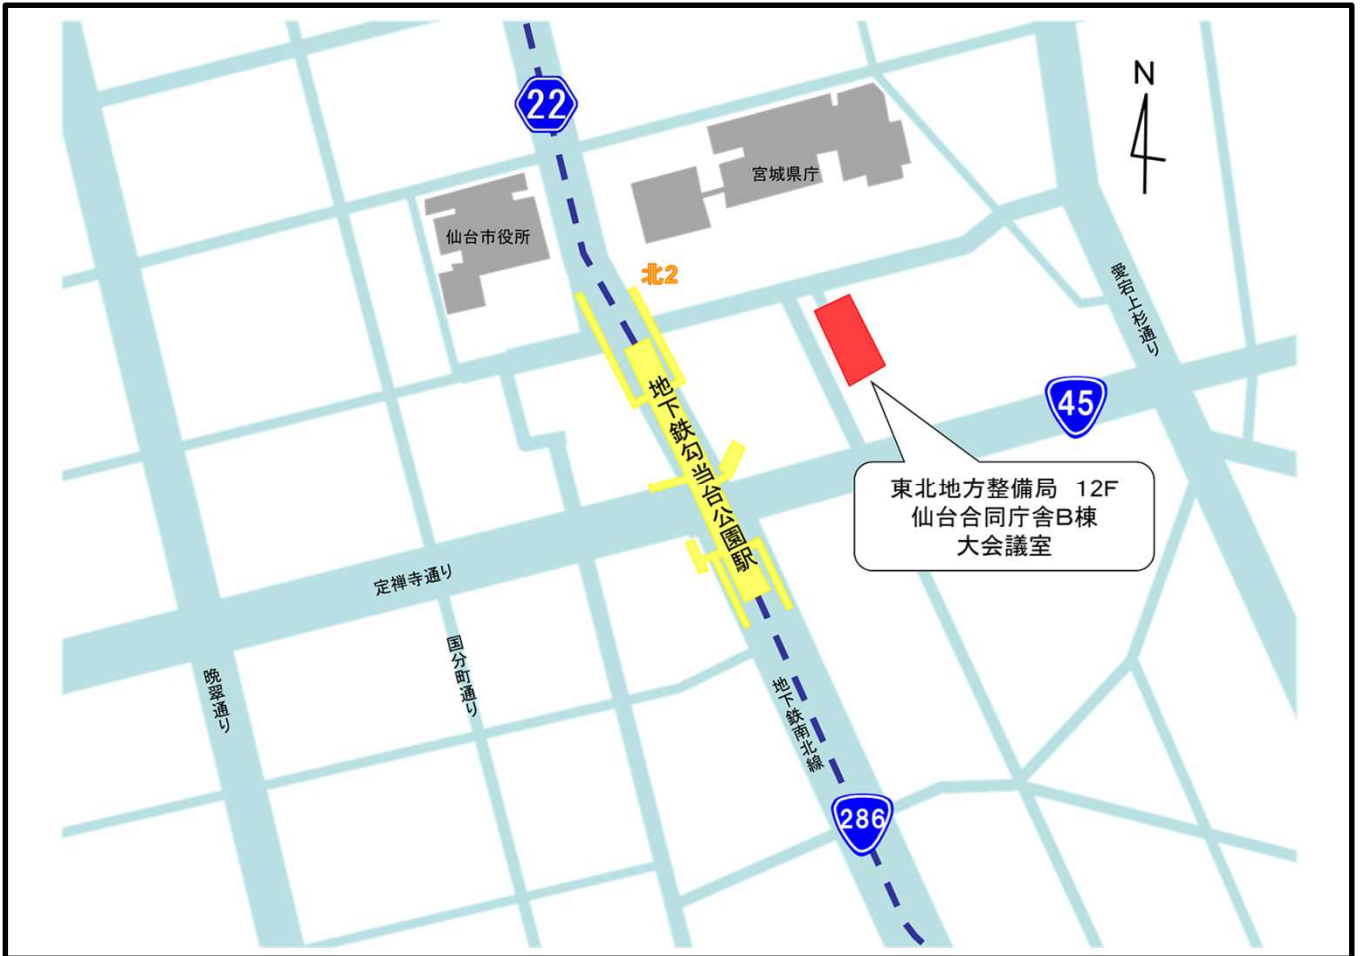 N
22
宮城県庁
仙台市役所
北2
愛宕上杉通り
45
地下鉄勾当台公園駅
東北地方整備局　12F
仙台合同庁舎B棟
大会議室
定禅寺通り
国分町通り
晩翠通り
地下鉄南北線
286